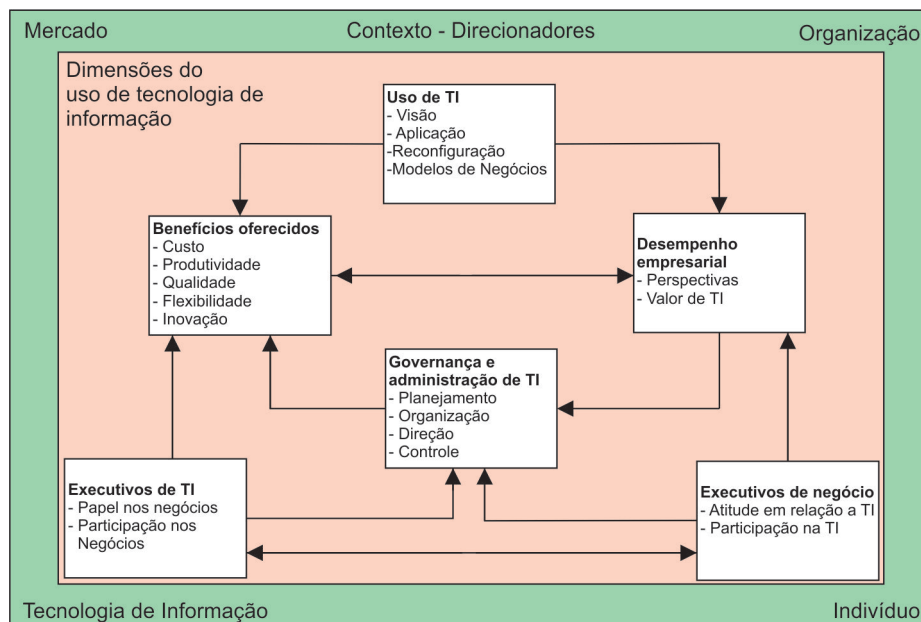 Mercado
Contexto - Direcionadores
Organização
Dimensões do
uso de tecnologia de
informação
Uso de TI
- Visão
- Aplicação
-Reconfiguração
-Modelos de Negócios
Benefícios oferecidos
- Custo
- Produtividade
- Qualidade
- Flexibilidade
- Inovação
Desempenho
empresarial
- Perspectivas
- Valor de TI
Governança e
administração de TI
- Planejamento
- Organização
- Direção
- Controle
Executivos de TI
- Papel nos negócios
- Participação nos
Negócios
Executivos de negócio
- Atitude em relação a TI
- Participação na TI
Tecnologia de Informação
Indivíduo